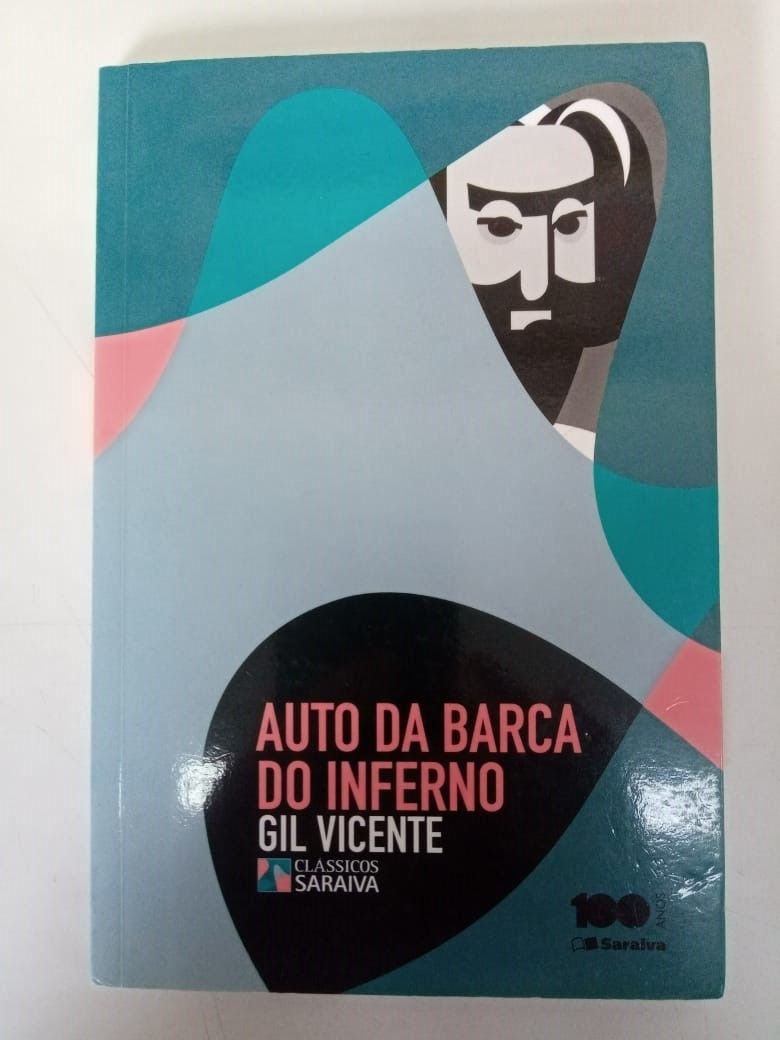 AUTO DA BARCA
DO INFERNO
GIL VICENTE
CLÁSSICOS
SARAIVA
100 ANOS
Saraiva